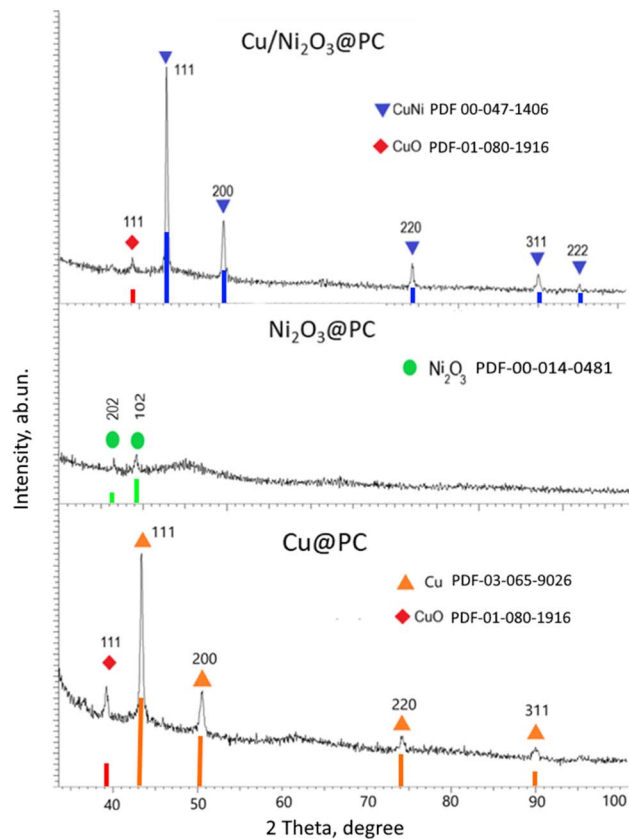 Cu/Ni₂O₃@PC
111
CuNi PDF 00-047-1406
CuO PDF-01-080-1916
200
111
220
311
222
Ni₂O₃@PC
Ni₂O₃ PDF-00-014-0481
202
102
Intensity, ab.un.
111
Cu@PC
Cu PDF-03-065-9026
CuO PDF-01-080-1916
111
200
220
311
40 50 60 70 80 90 100
2 Theta, degree